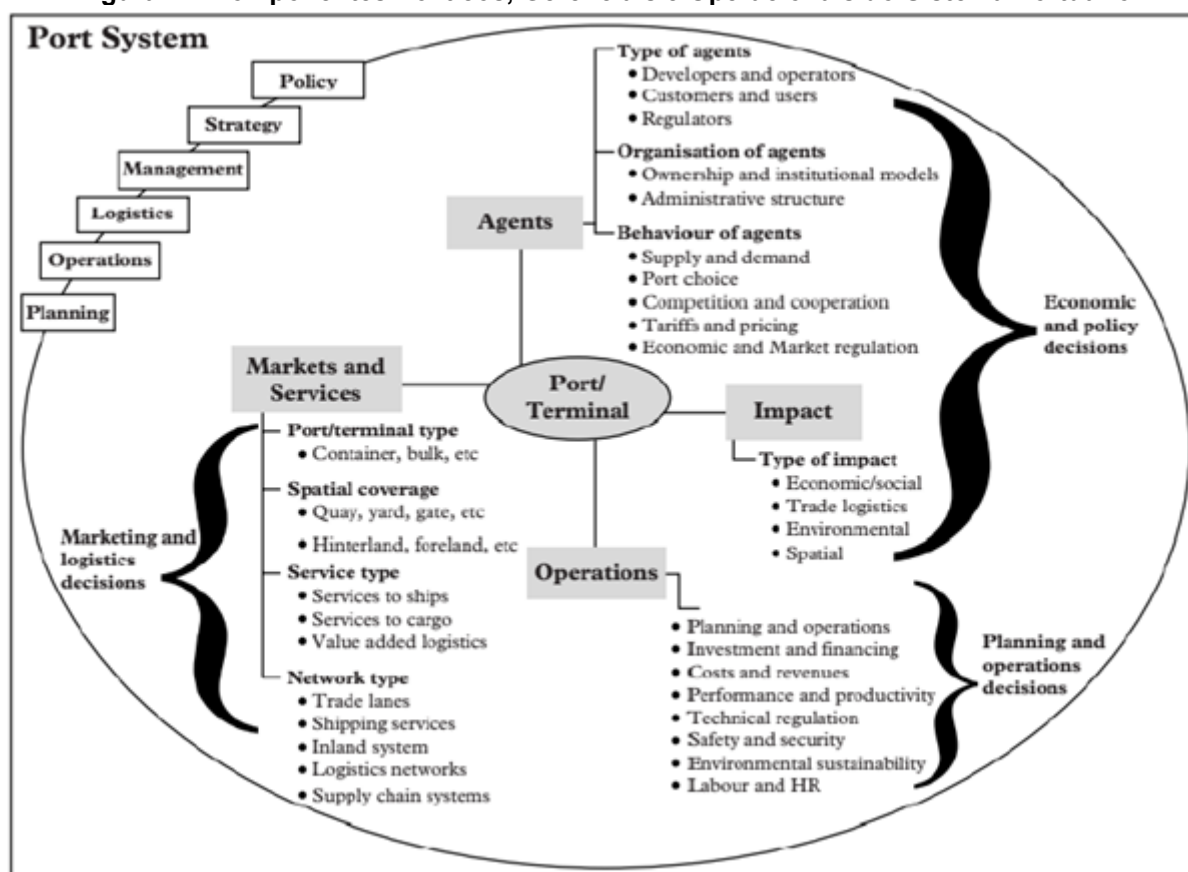 Port System
Policy
Strategy
Management
Logistics
Operations
Planning
Agents
Type of agents
• Developers and operators
• Customers and users
• Regulators
Organisation of agents
• Ownership and institutional models
• Administrative structure
Behaviour of agents
• Supply and demand
• Port choice
• Competition and cooperation
• Tariffs and pricing
• Economic and Market regulation
Economic
and policy
decisions
Markets and
Services
Port/
Terminal
Impact
Type of impact
• Economic/social
• Trade logistics
• Environmental
• Spatial
Port/terminal type
• Container, bulk, etc
Spatial coverage
• Quay, yard, gate, etc
• Hinterland, foreland, etc
Service type
• Services to ships
• Services to cargo
• Value added logistics
Network type
• Trade lanes
• Shipping services
• Inland system
• Logistics networks
• Supply chain systems
Marketing and
logistics
decisions
Operations
• Planning and operations
• Investment and financing
• Costs and revenues
• Performance and productivity
• Technical regulation
• Safety and security
• Environmental sustainability
• Labour and HR
Planning and
operations
decisions